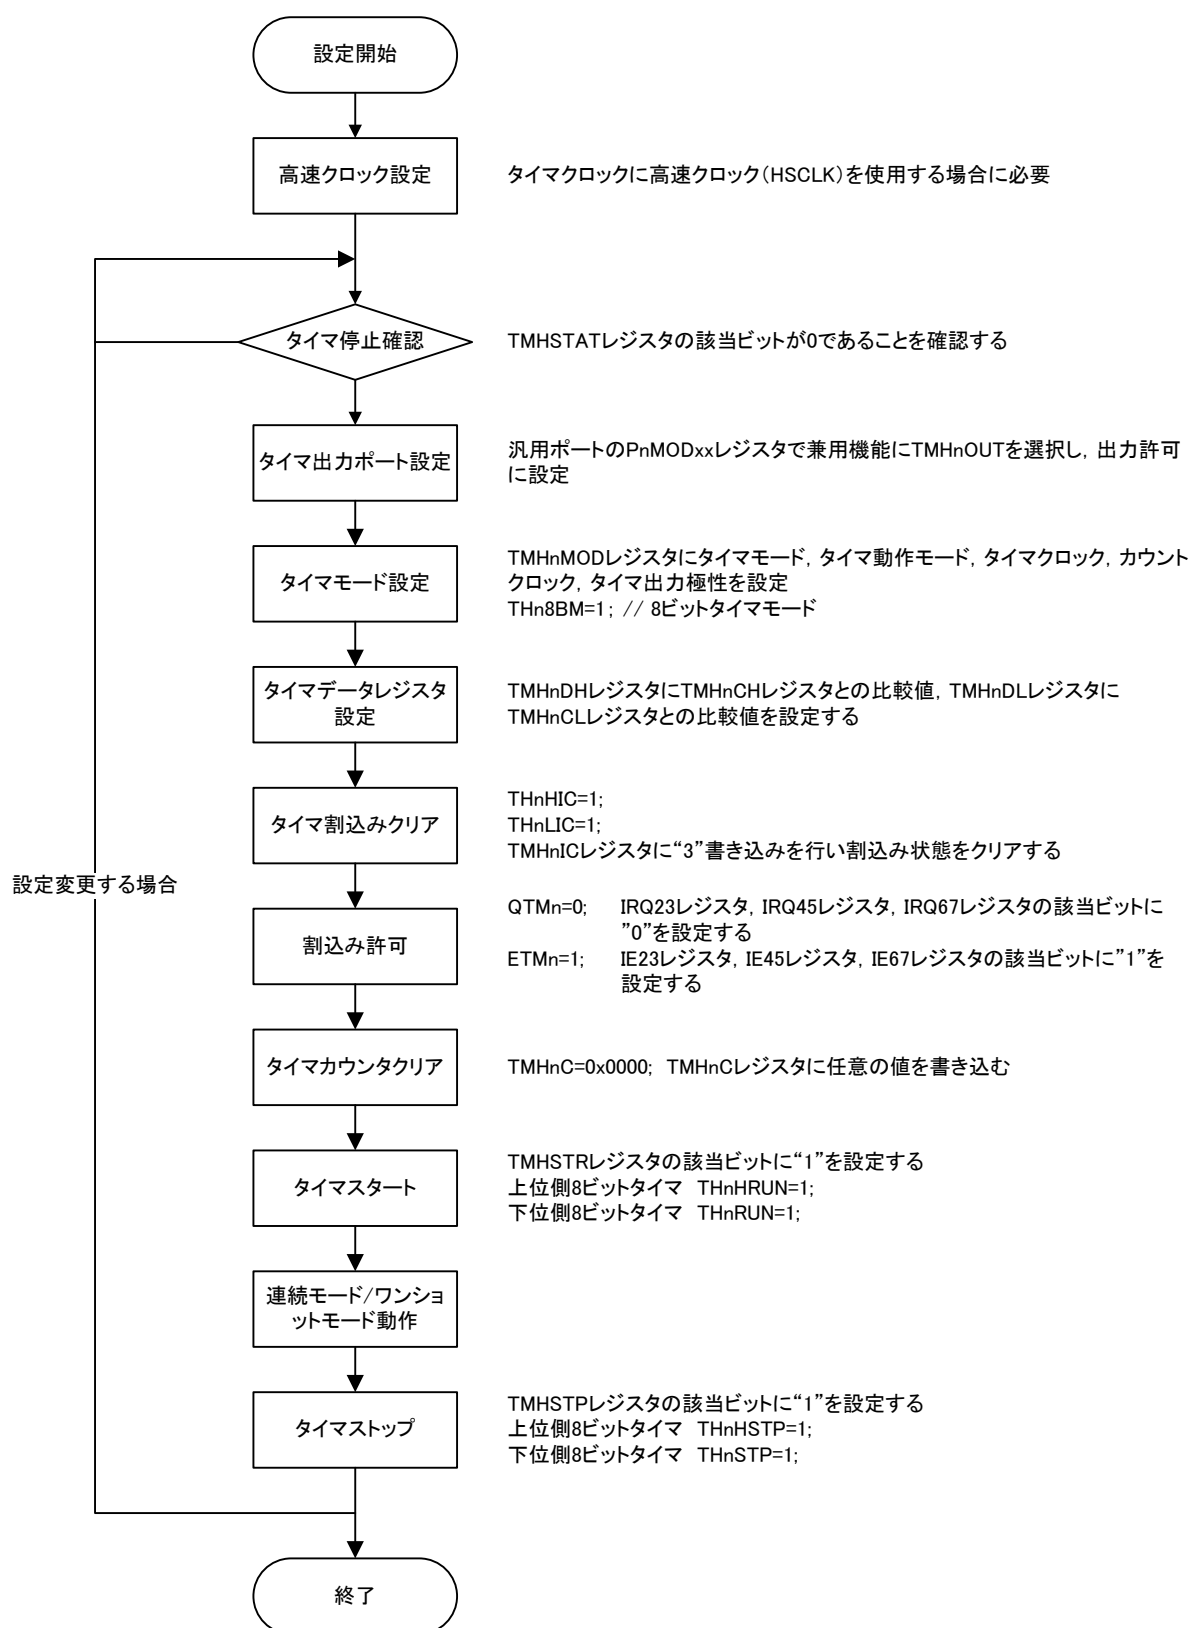 設定開始
高速クロック設定
タイマクロックに高速クロック（HSCLK）を使用する場合に必要
タイマ停止確認
TMHSTATレジスタの該当ビットが0であることを確認する
タイマ出力ポート設定
汎用ポートのPnMODxxレジスタで兼用機能にTMHnOUTを選択し，出力許可
に設定
タイマモード設定
TMHnMODレジスタにタイマモード，タイマ動作モード，タイマクロック，カウント
クロック，タイマ出力極性を設定
THn8BM=1; // 8ビットタイマモード
タイマデータレジスタ
設定
TMHnDHレジスタにTMHnCHレジスタとの比較値，TMHnDLレジスタに
TMHnCLレジスタとの比較値を設定する
タイマ割込みクリア
THnHIC=1;
THnLIC=1;
TMHnICレジスタに“3”書き込みを行い割込み状態をクリアする
設定変更する場合
割込み許可
QTMn=0; IRQ23レジスタ，IRQ45レジスタ，IRQ67レジスタの該当ビットに
”0”を設定する
ETMn=1; IE23レジスタ，IE45レジスタ，IE67レジスタの該当ビットに”1”を
設定する
タイマカウンタクリア
TMHnC=0x0000; TMHnCレジスタに任意の値を書き込む
タイマスタート
TMHSTRレジスタの該当ビットに“1”を設定する
上位側8ビットタイマ THnHRUN=1;
下位側8ビットタイマ THnRUN=1;
連続モード/ワンショ
ットモード動作
タイマストップ
TMHSTPレジスタの該当ビットに“1”を設定する
上位側8ビットタイマ THnHSTP=1;
下位側8ビットタイマ THnSTP=1;
終了